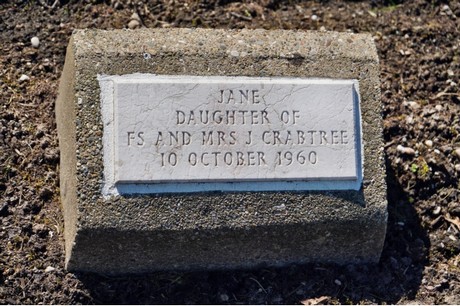 JANE
DAUGHTER OF
FS AND MRS J CRABTREE
10 OCTOBER 1960